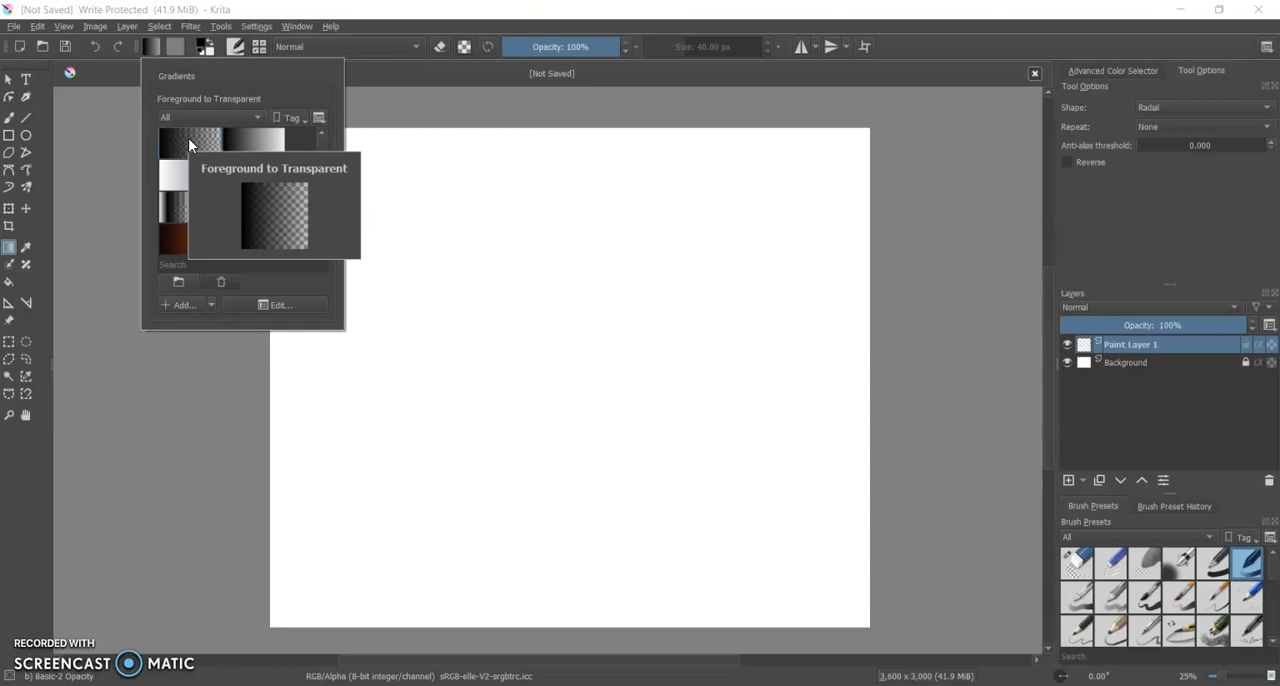 [Not Saved] Write Protected (41.9 MiB) - Krita
File Edit View Image Layer Select Filter Tools Settings Window Help
Normal Opacity: 100% Size: 40.00 px
[Not Saved]
Gradients
Foreground to Transparent
All Tag
Foreground to Transparent
Search
Add... Edit...
Advanced Color Selector Tool Options
Tool Options
Shape: Radial
Repeat: None
Anti-alias threshold: 0.000
Reverse
Layers
Normal
Opacity: 100%
Paint Layer 1
Background
Brush Presets Brush Preset History
Brush Presets
All Tag
Search
RECORDED WITH
SCREENCAST MATIC
b) Basic-2 Opacity RGB/Alpha (8-bit integer/channel) sRGB-elle-V2-srgbtrc.icc 3,600 x 3,000 (41.9 MiB) 0.00° 25%